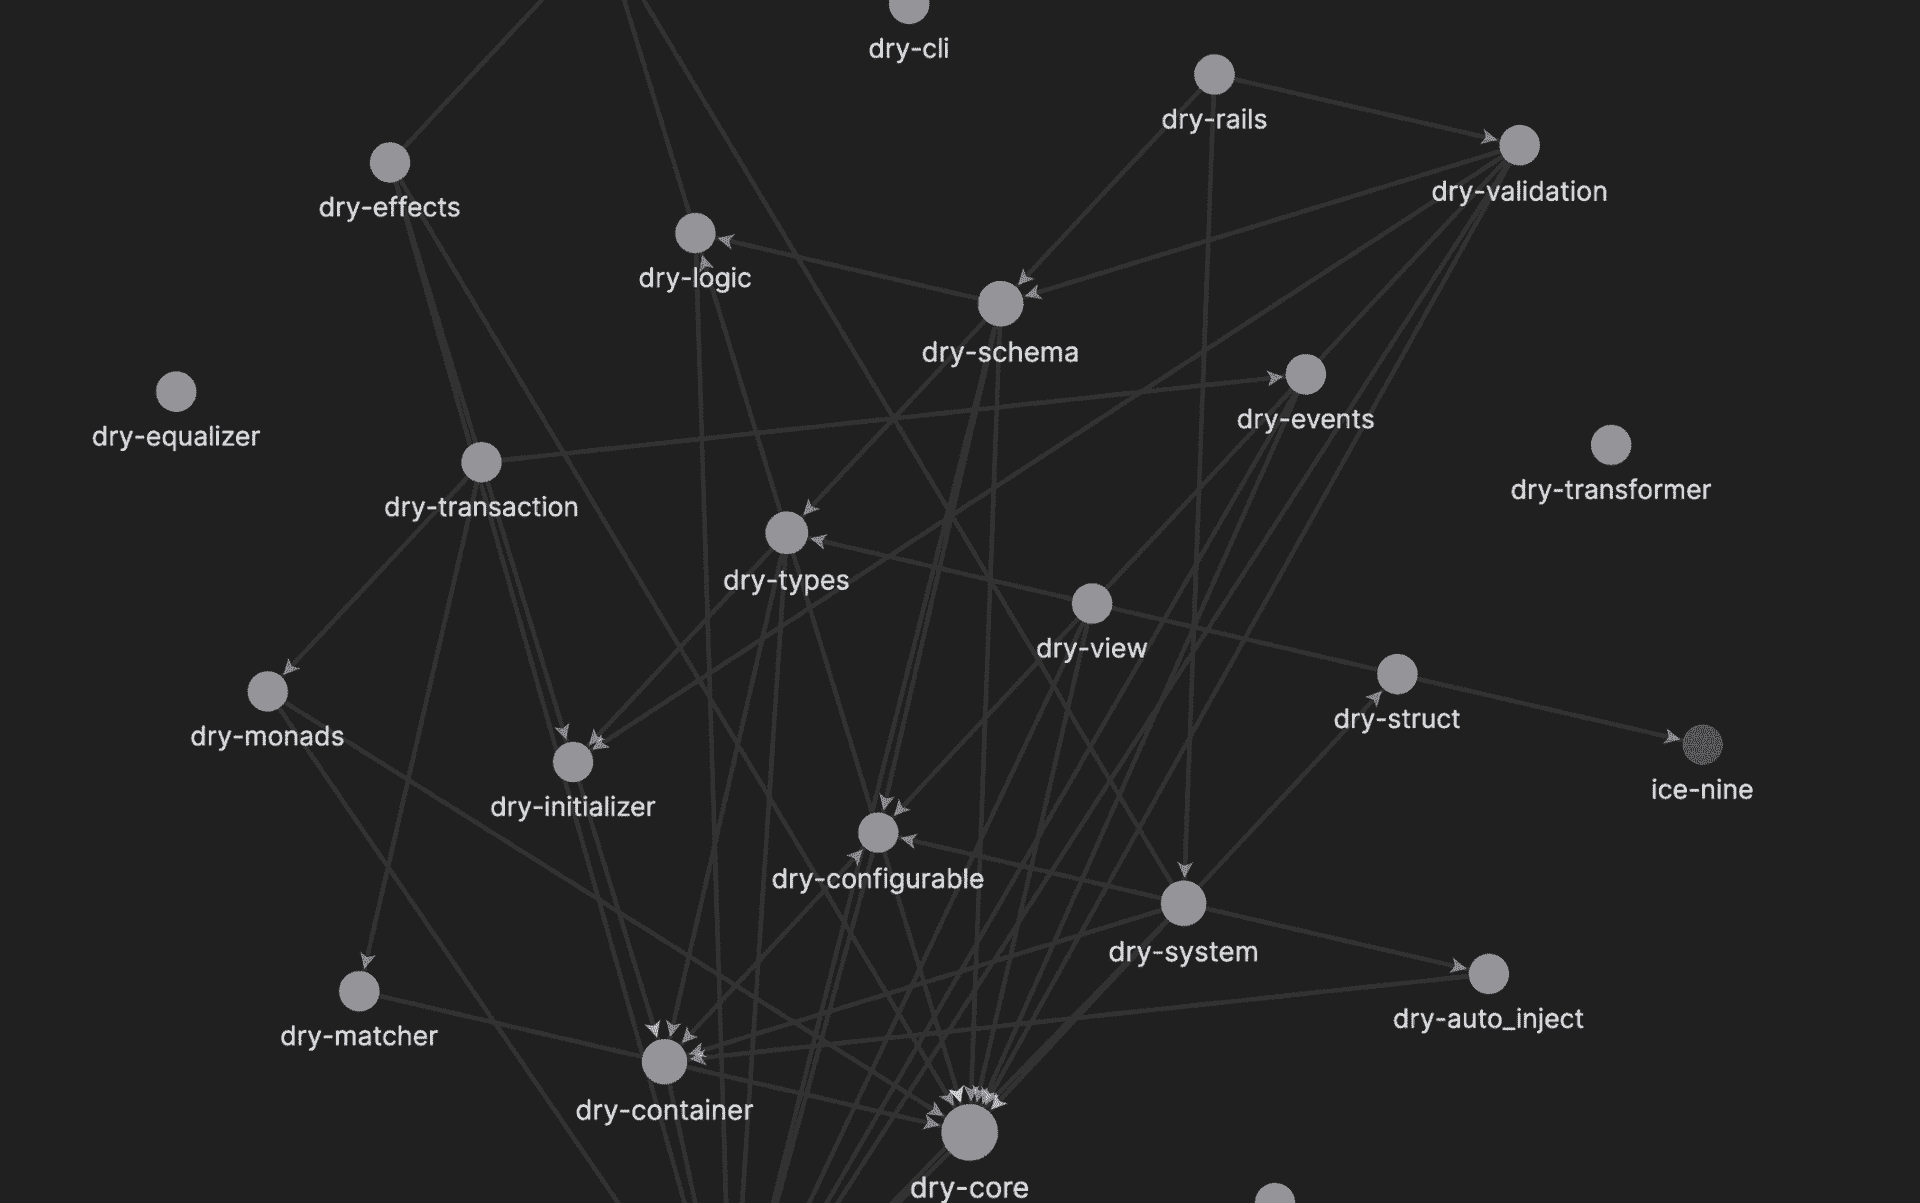 dry-cli
dry-rails
dry-validation
dry-effects
dry-logic
dry-schema
dry-events
dry-equalizer
dry-transformer
dry-transaction
dry-types
dry-view
dry-struct
dry-monads
ice-nine
dry-initializer
dry-configurable
dry-system
dry-auto_inject
dry-matcher
dry-container
dry-core